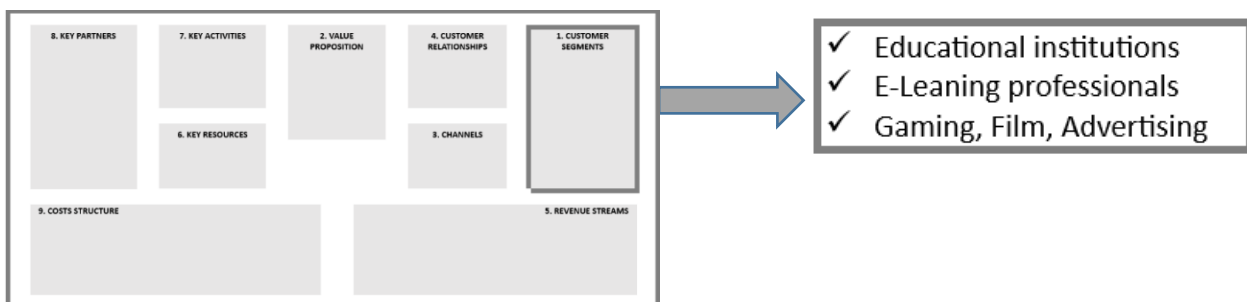 8. KEY PARTNERS
7. KEY ACTIVITIES
2. VALUE
PROPOSITION
4. CUSTOMER
RELATIONSHIPS
1. CUSTOMER
SEGMENTS
6. KEY RESOURCES
3. CHANNELS
9. COSTS STRUCTURE
5. REVENUE STREAMS
✓ Educational institutions
✓ E-Leaning professionals
✓ Gaming, Film, Advertising